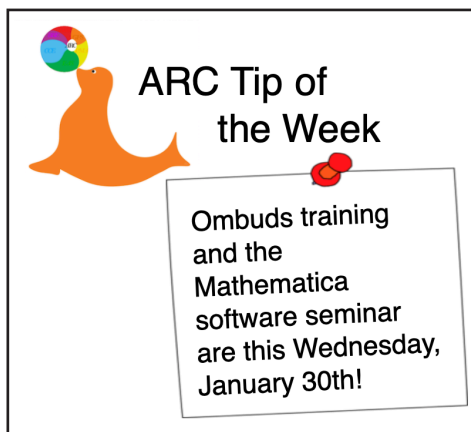 ARC Tip of
the Week
Ombuds training
and the
Mathematica
software seminar
are this Wednesday,
January 30th!